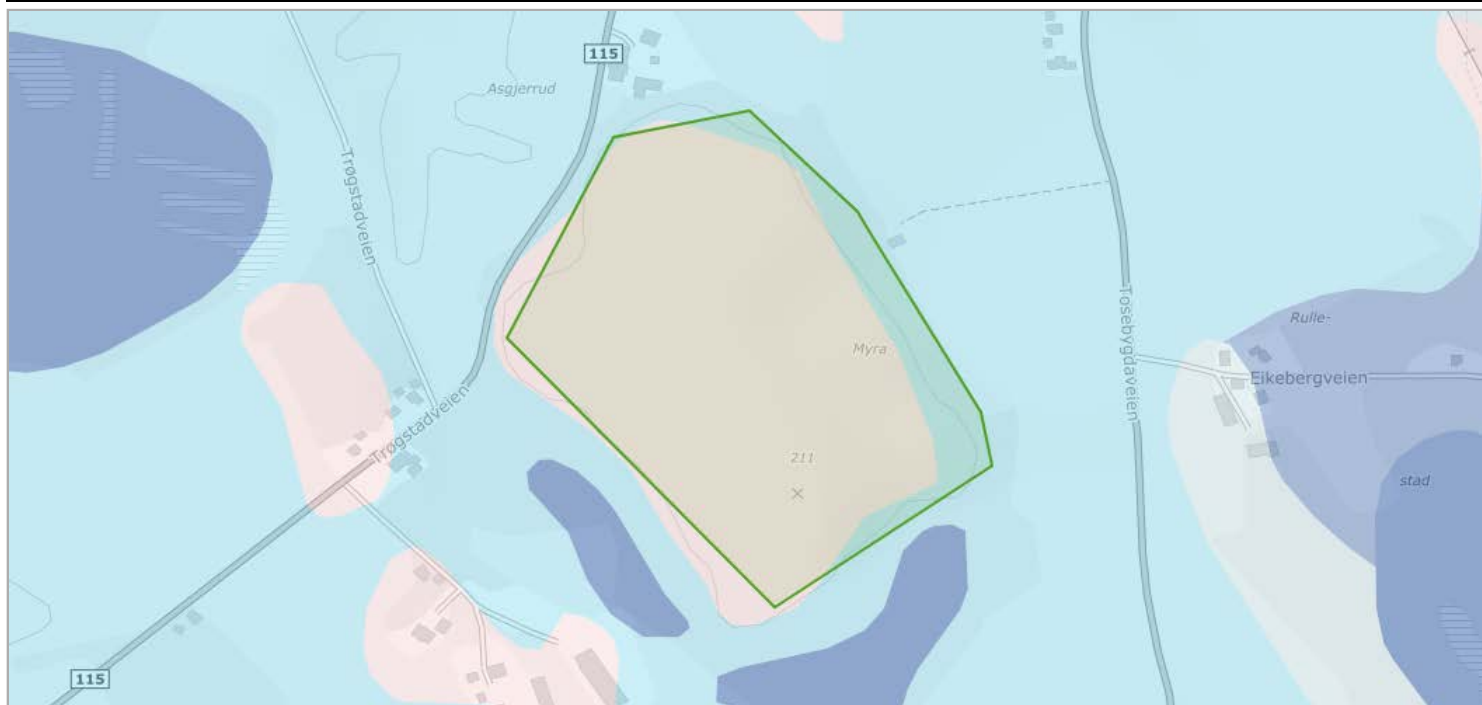 115
Asgjerrud
Trøgstadveien
Tosebygdaveien
Rulle-
Myra
Eikebergveien
Trøgstadveien
211
stad
115